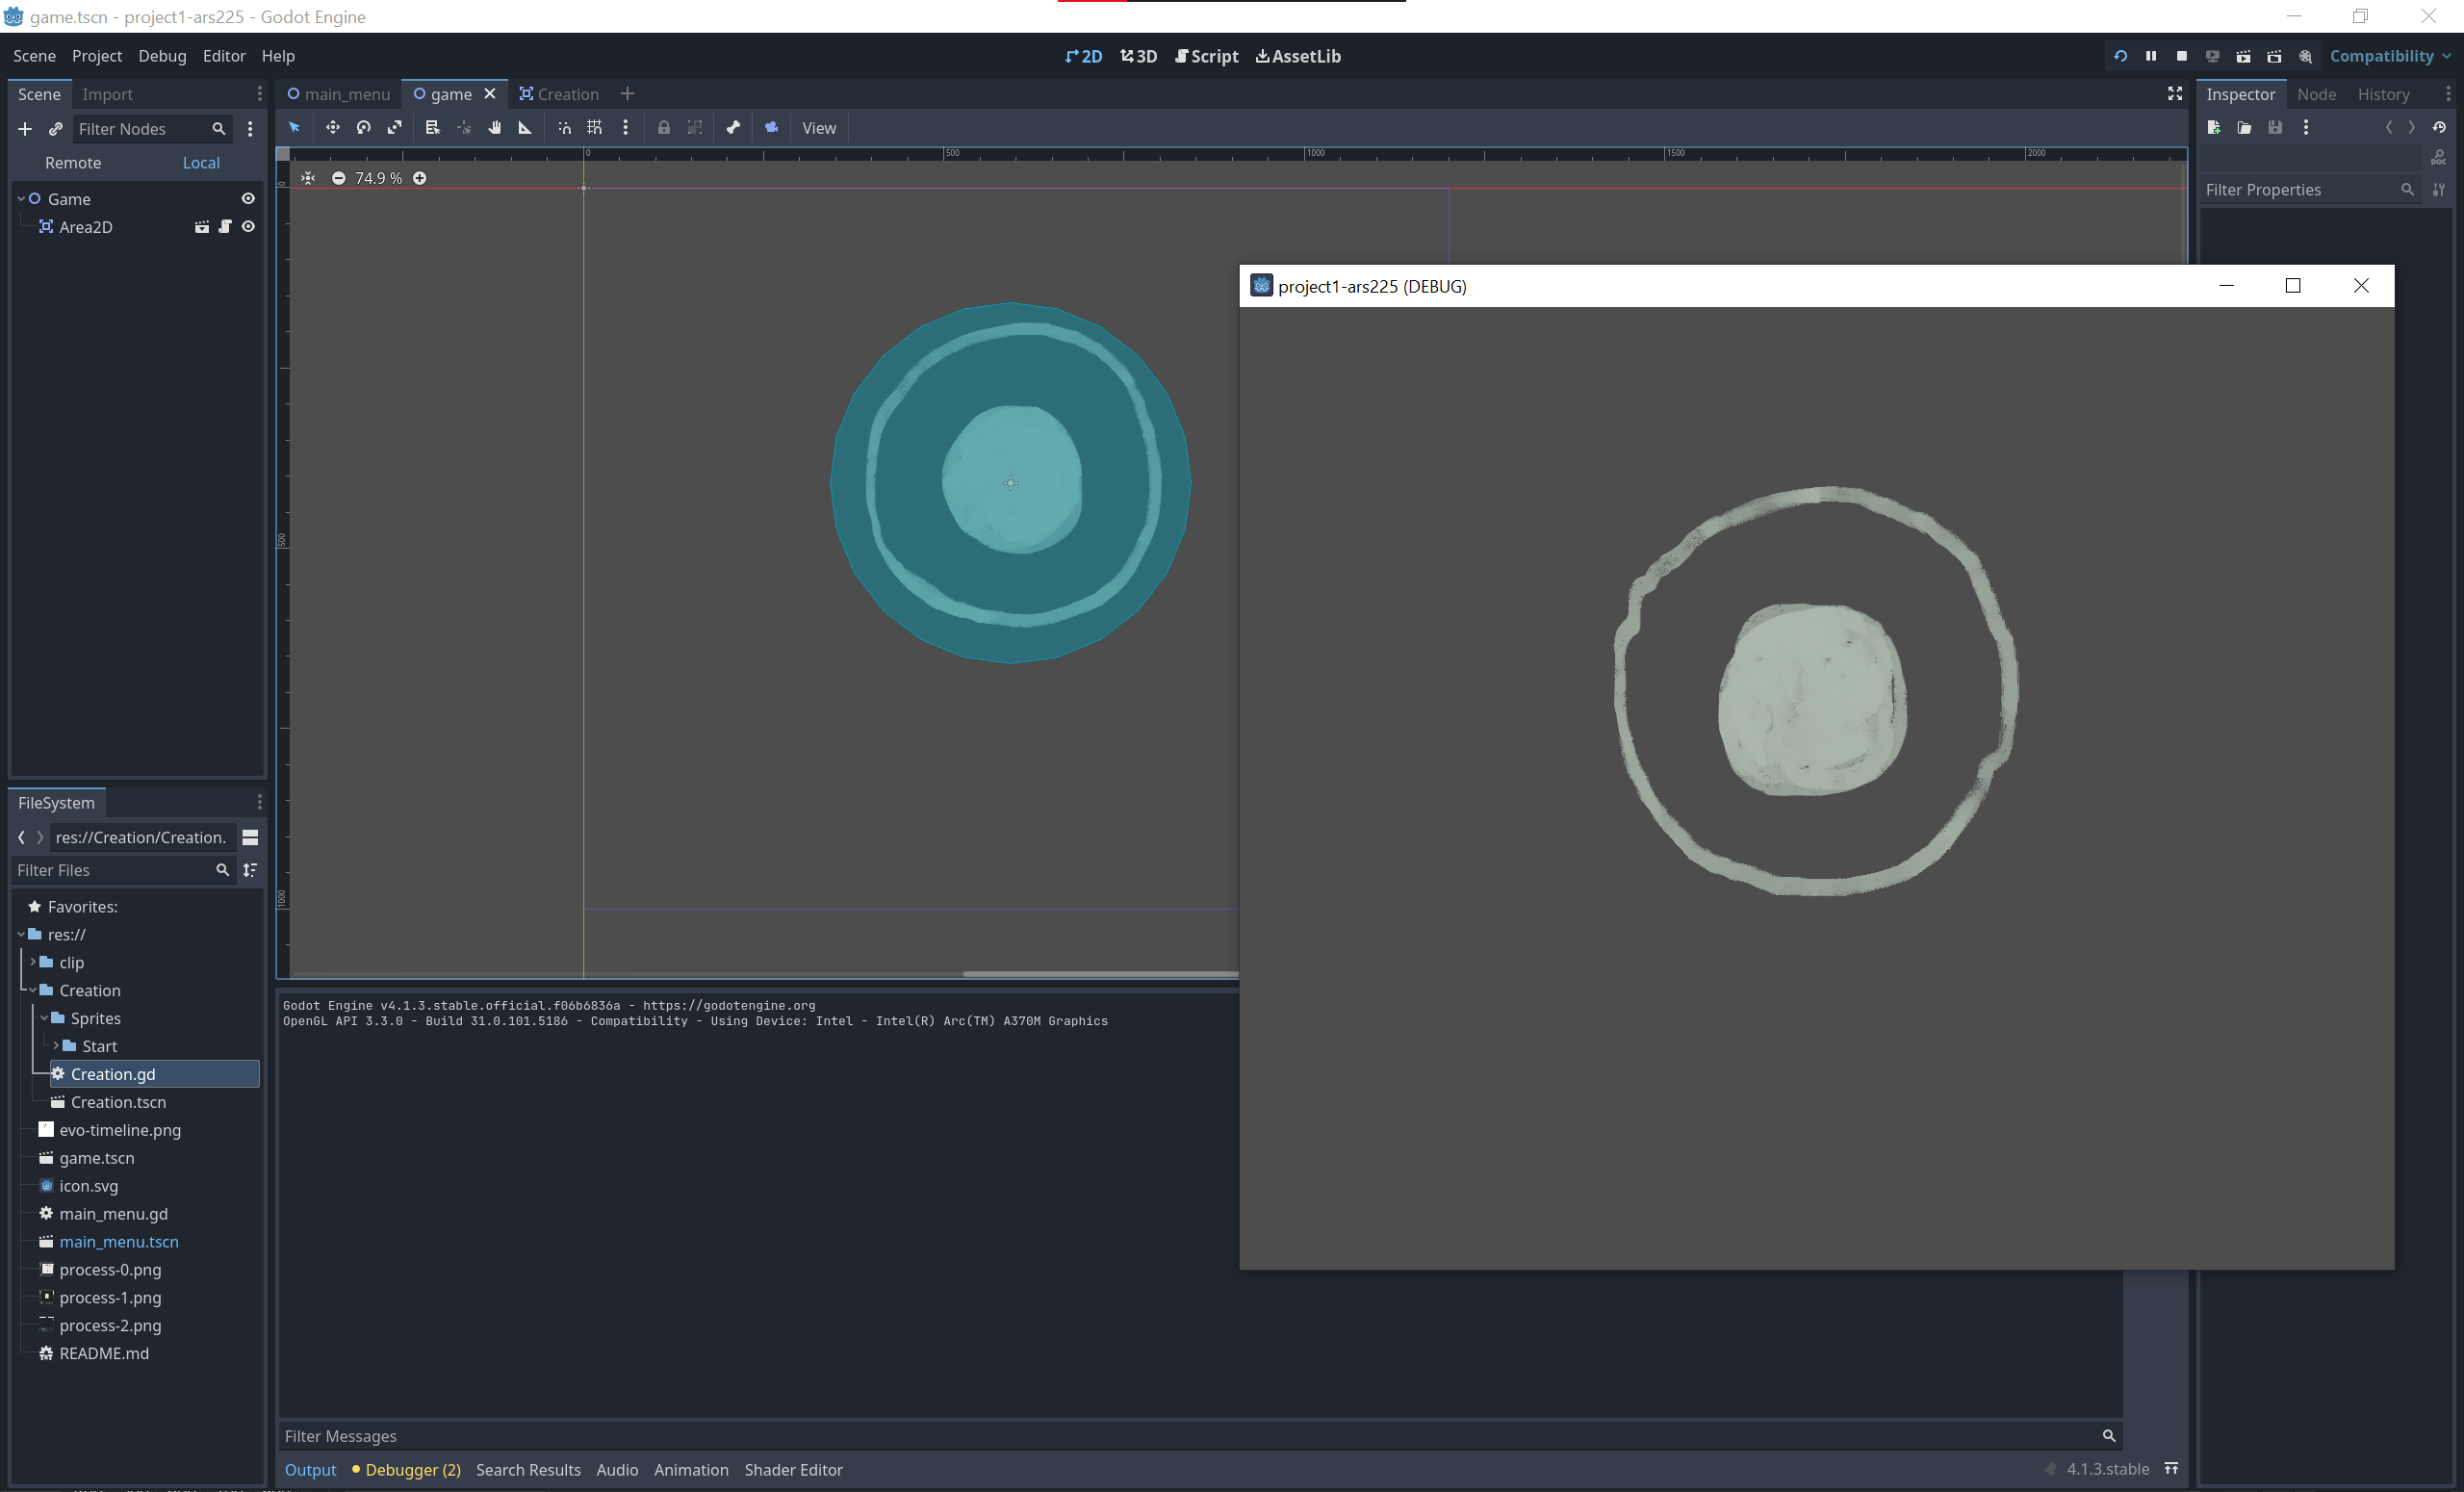 game.tscn - project1-ars225 - Godot Engine
Scene Project Debug Editor Help
2D 3D Script AssetLib
Compatibility
Scene Import
main_menu game Creation
Inspector Node History
Filter Nodes
View
Remote Local
0 500 1000 1500 2000
74.9 %
Filter Properties
Game
Area2D
0
500
1000
project1-ars225 (DEBUG)
FileSystem
res://Creation/Creation.
Filter Files
Favorites:
res://
clip
Creation
Sprites
Start
Creation.gd
Creation.tscn
evo-timeline.png
game.tscn
icon.svg
main_menu.gd
main_menu.tscn
process-0.png
process-1.png
process-2.png
README.md
Godot Engine v4.1.3.stable.official.f06b6836a - https://godotengine.org
OpenGL API 3.3.0 - Build 31.0.101.5186 - Compatibility - Using Device: Intel - Intel(R) Arc(TM) A370M Graphics
Filter Messages
Output Debugger (2) Search Results Audio Animation Shader Editor
4.1.3.stable